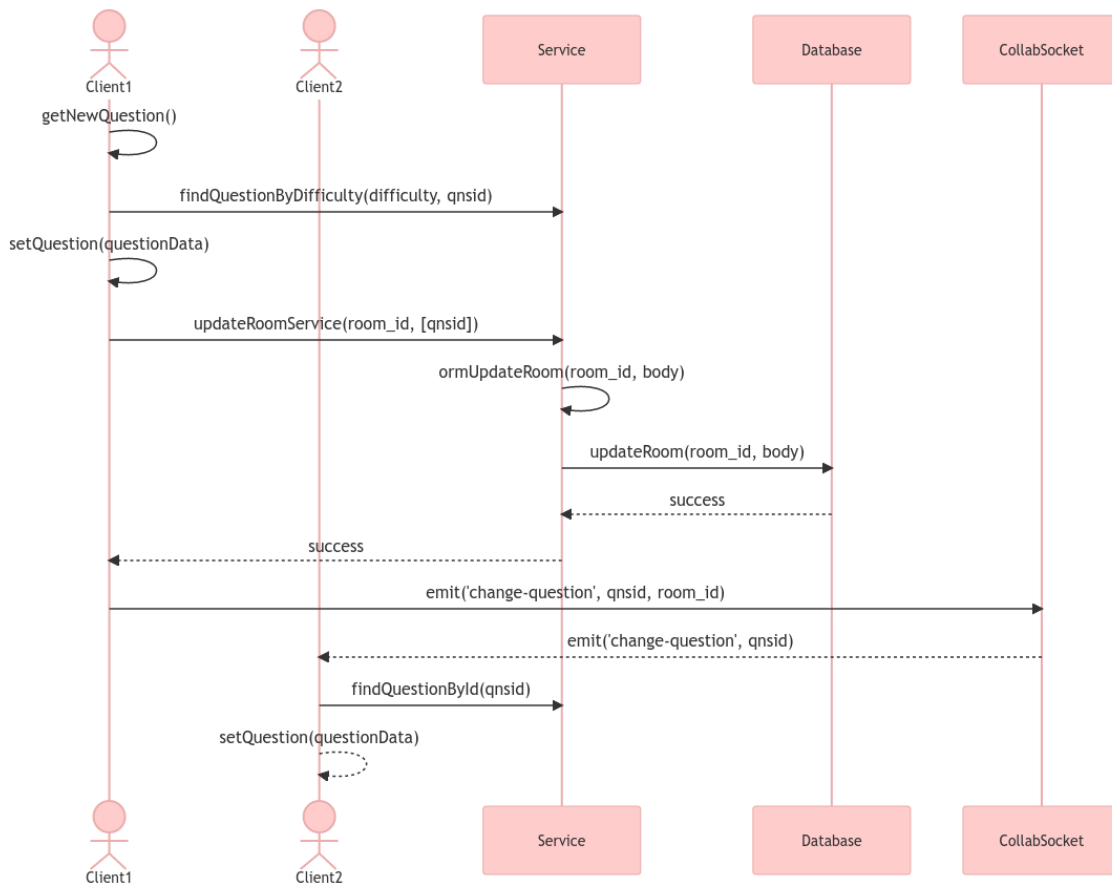 Client1
Client2
Service
Database
CollabSocket
getNewQuestion()
findQuestionByDifficulty(difficulty, qnsid)
setQuestion(questionData)
updateRoomService(room_id, [qnsid])
ormUpdateRoom(room_id, body)
updateRoom(room_id, body)
success
success
emit('change-question', qnsid, room_id)
emit('change-question', qnsid)
findQuestionById(qnsid)
setQuestion(questionData)
Client1
Client2
Service
Database
CollabSocket